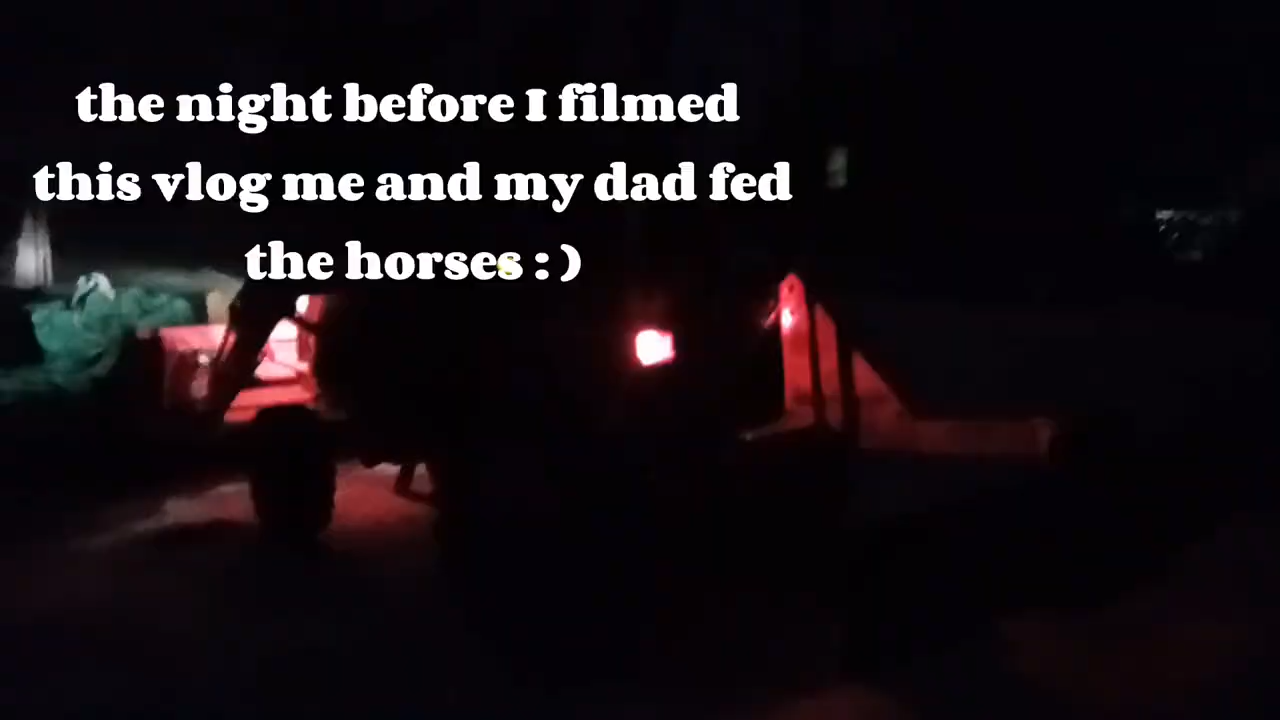 the night before I filmed
this vlog me and my dad fed
the horses : )